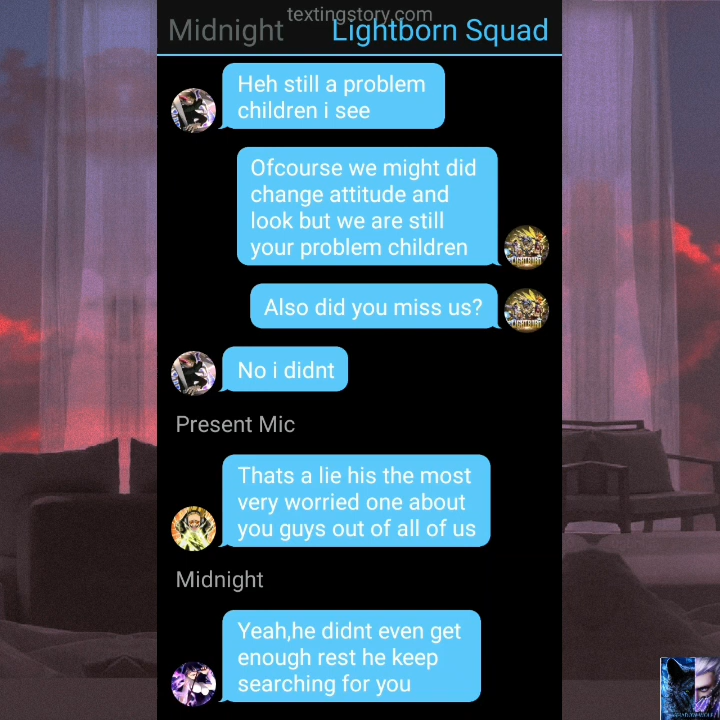 textingstory.com
Midnight Lightborn Squad
Heh still a problem
children i see
Ofcourse we might did
change attitude and
look but we are still
your problem children
Also did you miss us?
No i didnt
Present Mic
Thats a lie his the most
very worried one about
you guys out of all of us
Midnight
Yeah,he didnt even get
enough rest he keep
searching for you